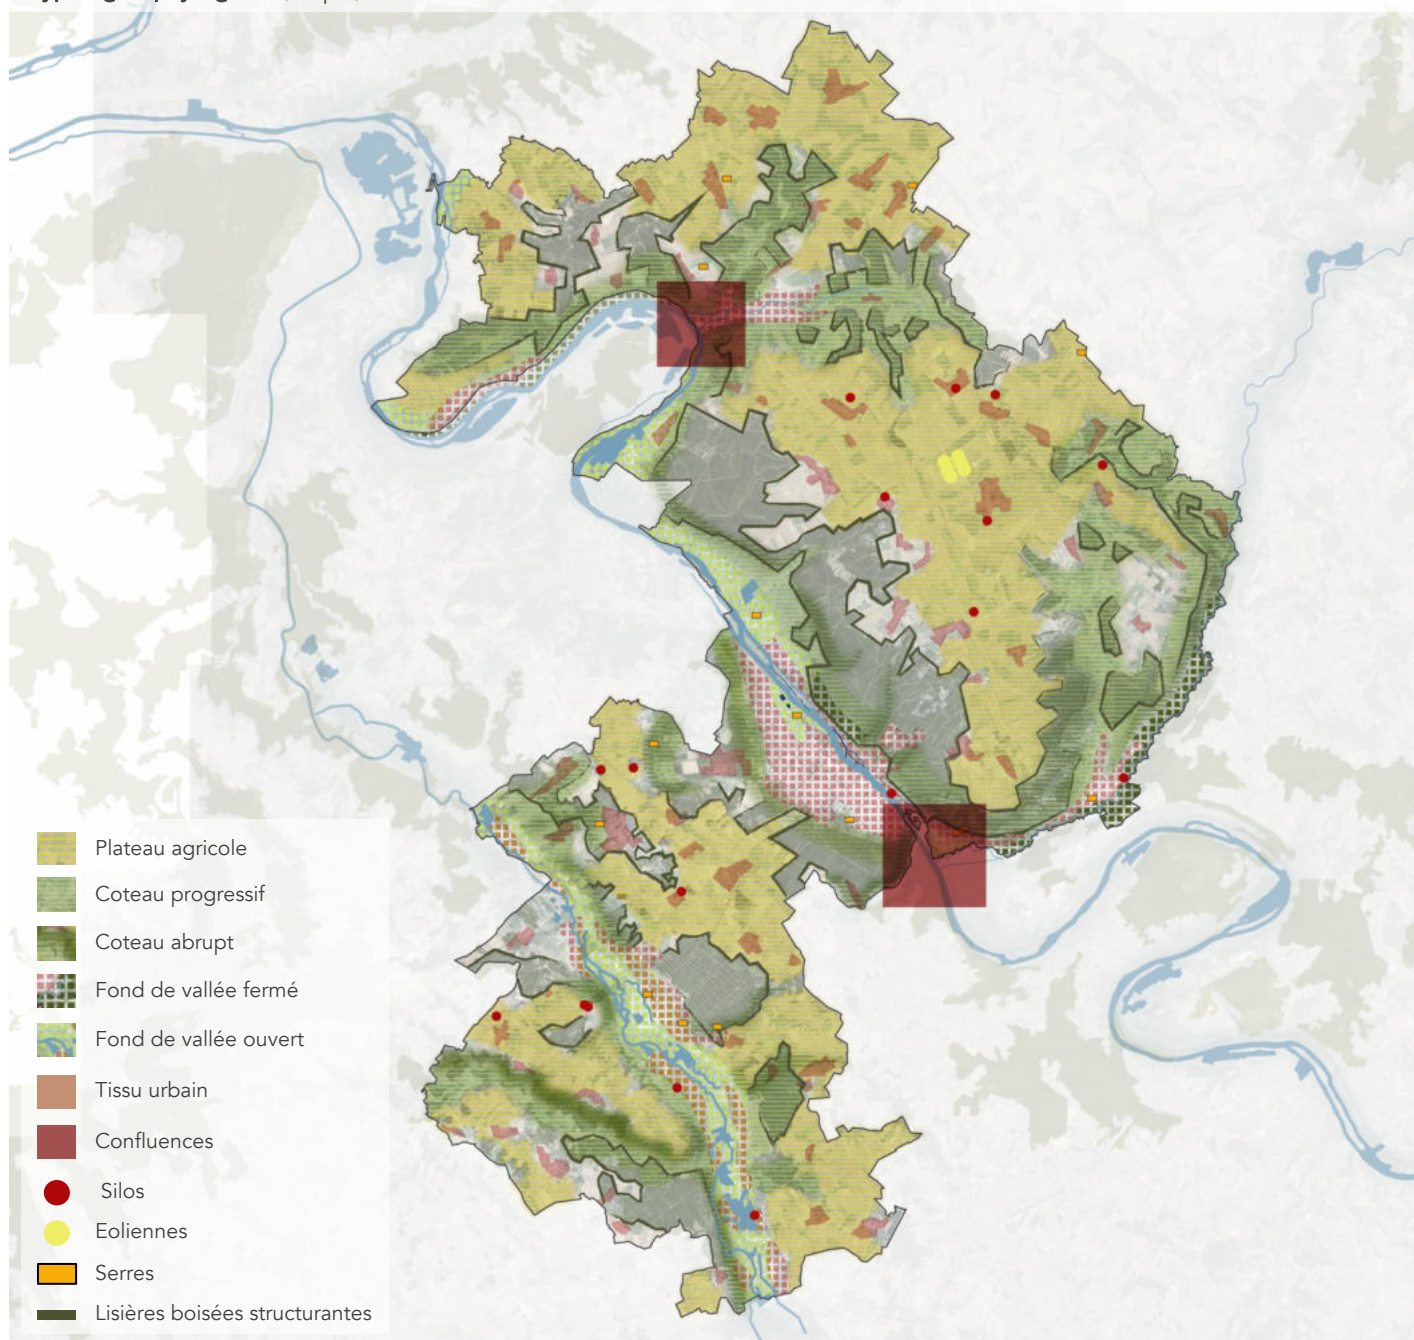 Plateau agricole
Coteau progressif
Coteau abrupt
Fond de vallée fermé
Fond de vallée ouvert
Tissu urbain
Confluences
Silos
Eoliennes
Serres
Lisières boisées structurantes